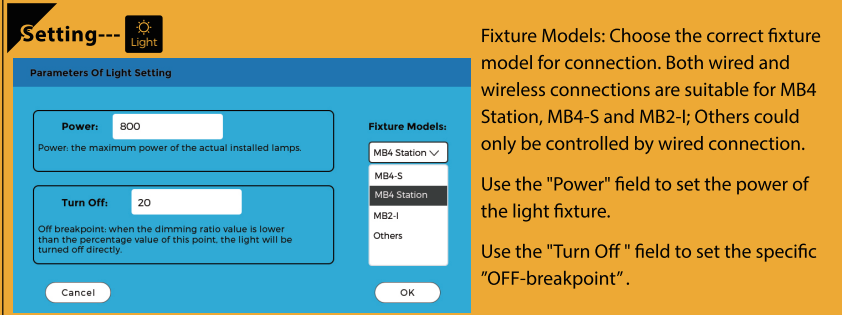 Setting---
Light
Parameters Of Light Setting
Power: 800
Power: the maximum power of the actual installed lamps.
Turn Off: 20
Off breakpoint: when the dimming ratio value is lower
than the percentage value of this point, the light will be
turned off directly.
Fixture Models:
MB4 Station
MB4-S
MB4 Station
MB2-I
Others
Cancel
OK
Fixture Models: Choose the correct fixture
model for connection. Both wired and
wireless connections are suitable for MB4
Station, MB4-S and MB2-I; Others could
only be controlled by wired connection.
Use the "Power" field to set the power of
the light fixture.
Use the "Turn Off " field to set the specific
”OFF-breakpoint” .